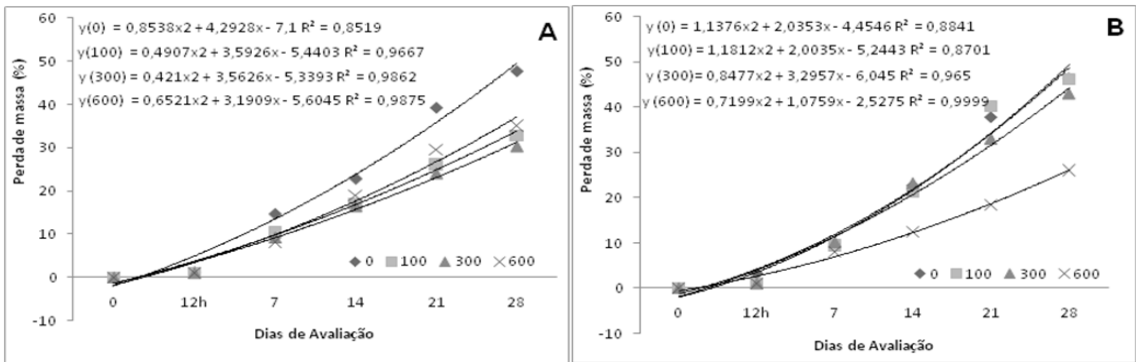 y(0) = 0,8538x2 + 4,2928x - 7,1 R² = 0,8519
y(100) = 0,4907x2 + 3,5926x - 5,4403 R² = 0,9667
y (300) = 0,421x2 + 3,5626x - 5,3393 R² = 0,9862
y(600) = 0,6521x2 + 3,1909x - 5,6045 R² = 0,9875
A
Perda de massa (%)
60
50
40
30
20
10
0
-10
0 100 300 600
0 12h 7 14 21 28
Dias de Avaliação
y(0) = 1,1376x2 + 2,0353x - 4,4546 R² = 0,8841
y(100) = 1,1812x2 + 2,0035x - 5,2443 R² = 0,8701
y(300) = 0,8477x2 + 3,2957x - 6,045 R² = 0,965
y (600) = 0,7199x2 + 1,0759x - 2,5275 R² = 0,9999
B
Perda de massa (%)
60
50
40
30
20
10
0
-10
0 100 300 600
0 12h 7 14 21 28
Dias de Avaliação